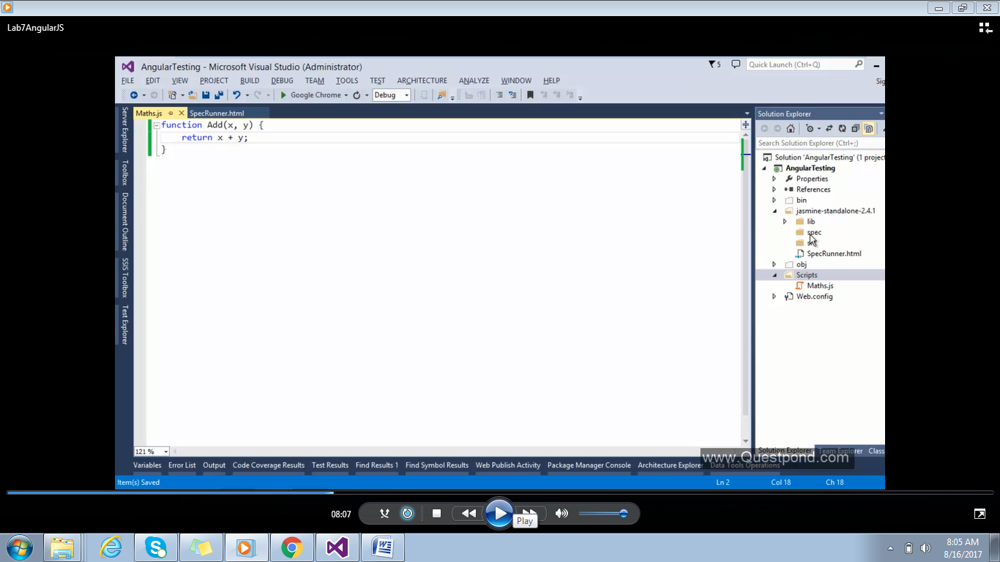 Lab7AngularJS
AngularTesting - Microsoft Visual Studio (Administrator)
5
Quick Launch (Ctrl+Q)
FILE EDIT VIEW PROJECT BUILD DEBUG TEAM TOOLS TEST ARCHITECTURE ANALYZE WINDOW HELP
Google Chrome Debug
Server Explorer
Toolbox
Document Outline
SSIS Toolbox
Test Explorer
Maths.js SpecRunner.html
function Add(x, y) {
return x + y;
}
Solution Explorer
Search Solution Explorer (Ctrl+;)
Solution 'AngularTesting' (1 project
AngularTesting
Properties
References
bin
jasmine-standalone-2.4.1
lib
spec
SpecRunner.html
obj
Scripts
Maths.js
Web.config
121 %
Solution Explorer Team Explorer Class
www.Questpond.com
Variables Error List Output Code Coverage Results Test Results Find Results 1 Find Symbol Results Web Publish Activity Package Manager Console Architecture Explorer Data Tools Operations
Item(s) Saved Ln 2 Col 18 Ch 18
08:07
Play
8:05 AM
8/16/2017